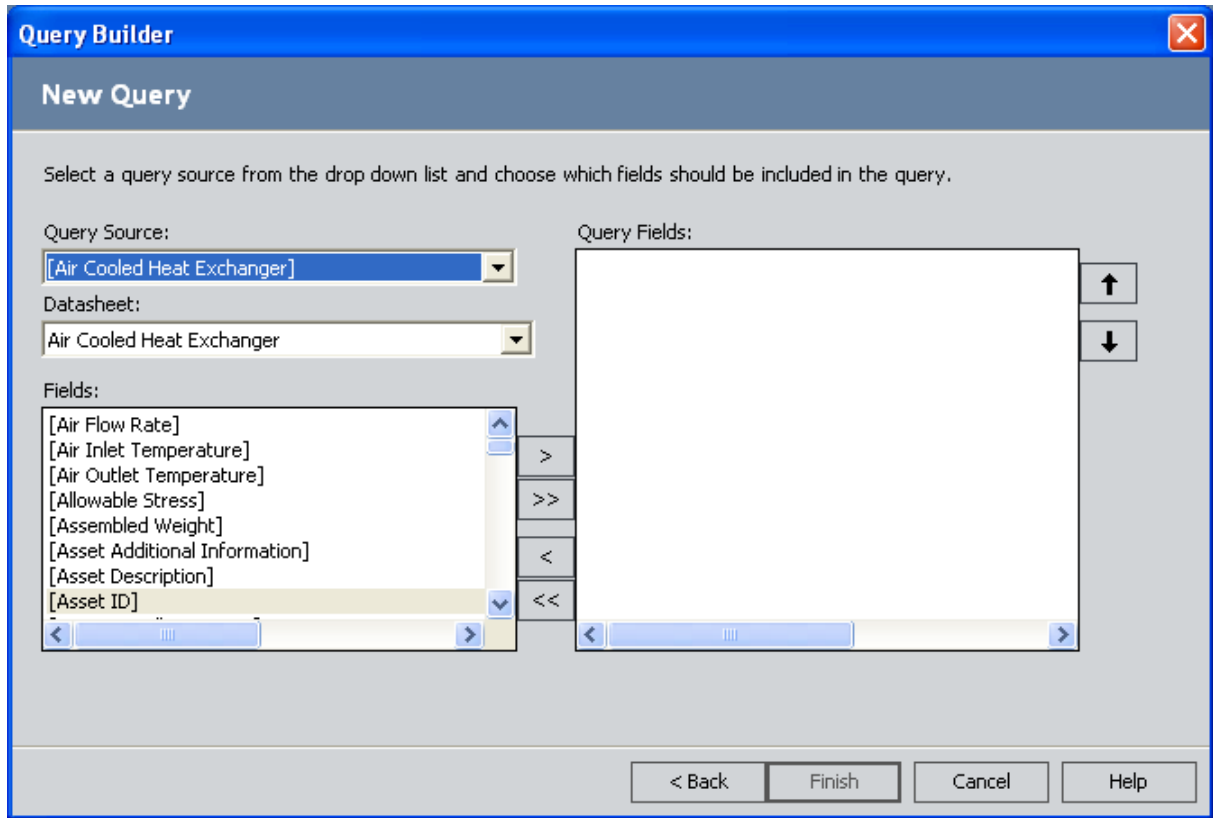 Query Builder
New Query
Select a query source from the drop down list and choose which fields should be included in the query.
Query Source:
[Air Cooled Heat Exchanger]
Datasheet:
Air Cooled Heat Exchanger
Fields:
[Air Flow Rate]
[Air Inlet Temperature]
[Air Outlet Temperature]
[Allowable Stress]
[Assembled Weight]
[Asset Additional Information]
[Asset Description]
[Asset ID]
>
>>
<
<<
Query Fields:
< Back
Finish
Cancel
Help